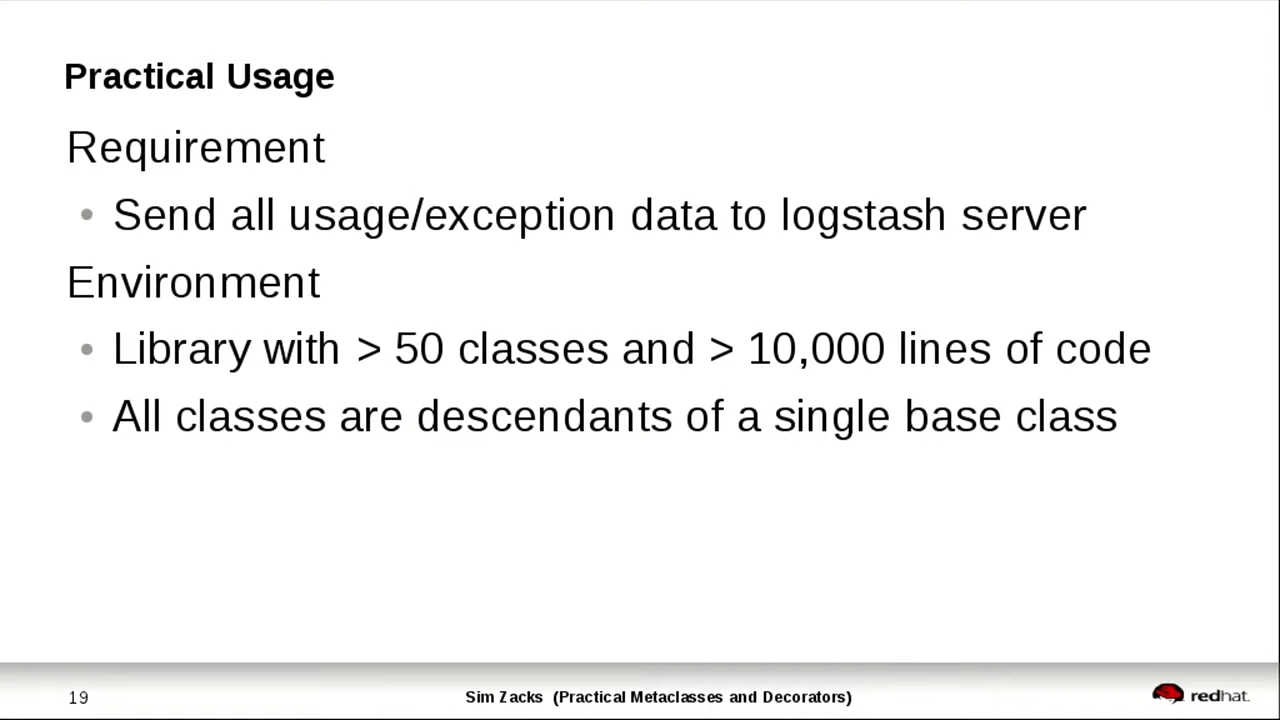 Practical Usage
Requirement
• Send all usage/exception data to logstash server
Environment
• Library with > 50 classes and > 10,000 lines of code
• All classes are descendants of a single base class
19
Sim Zacks (Practical Metaclasses and Decorators)
redhat.